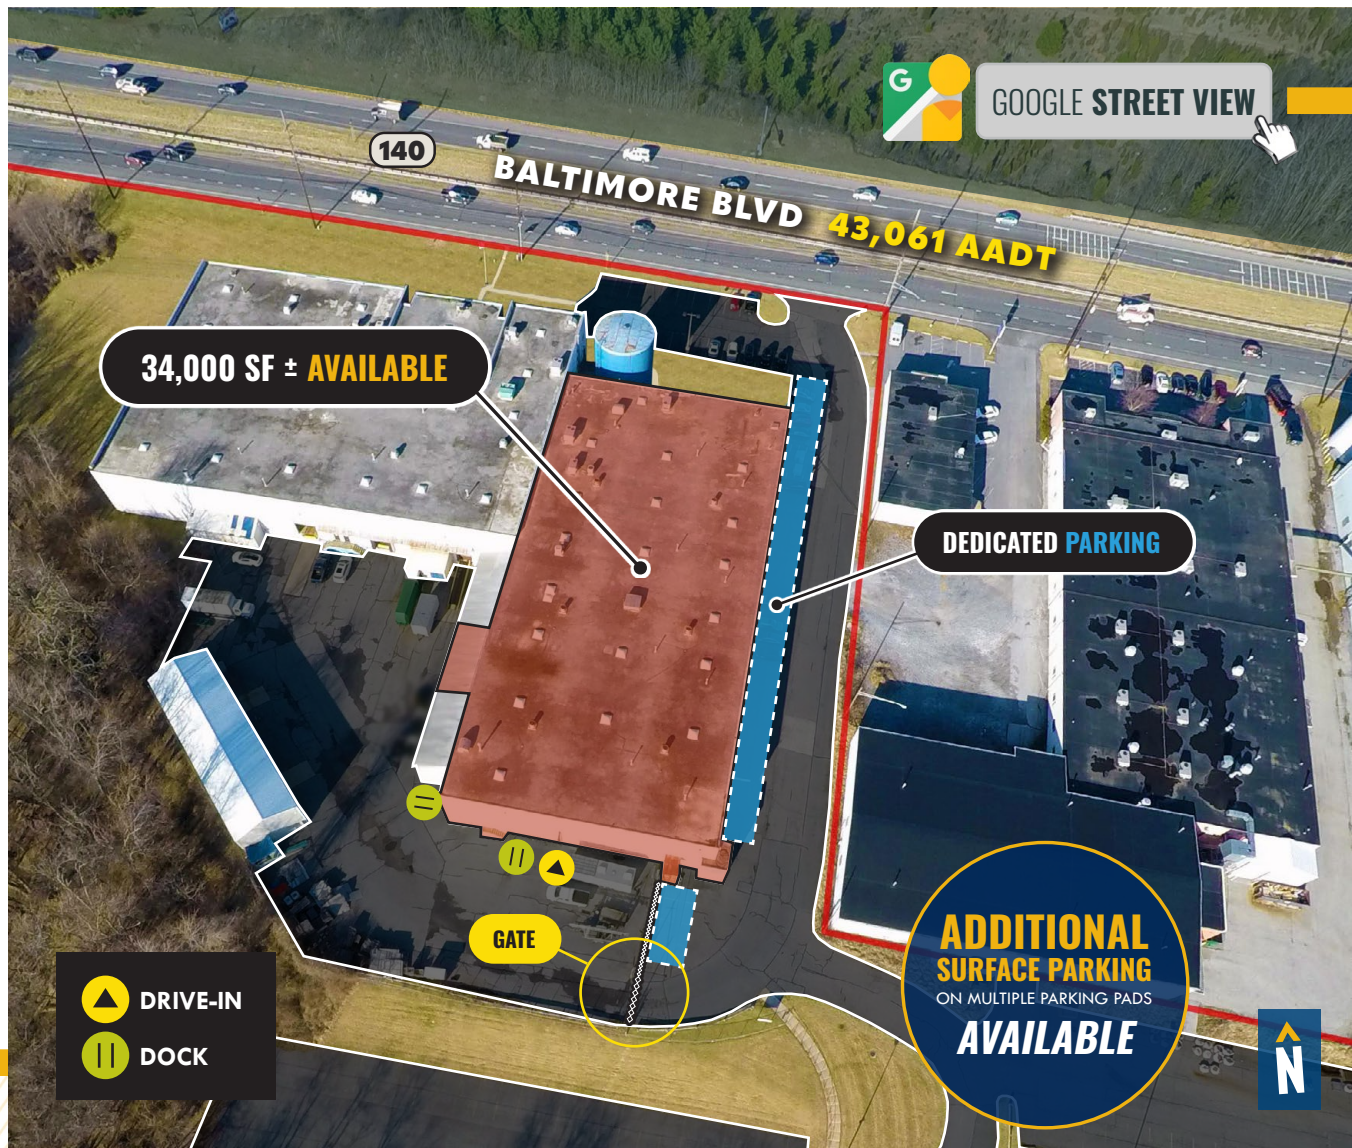 G
GOOGLE STREET VIEW
140
BALTIMORE BLVD 43,061 AADT
34,000 SF ± AVAILABLE
DEDICATED PARKING
GATE
ADDITIONAL
SURFACE PARKING
ON MULTIPLE PARKING PADS
AVAILABLE
DRIVE-IN
DOCK
N